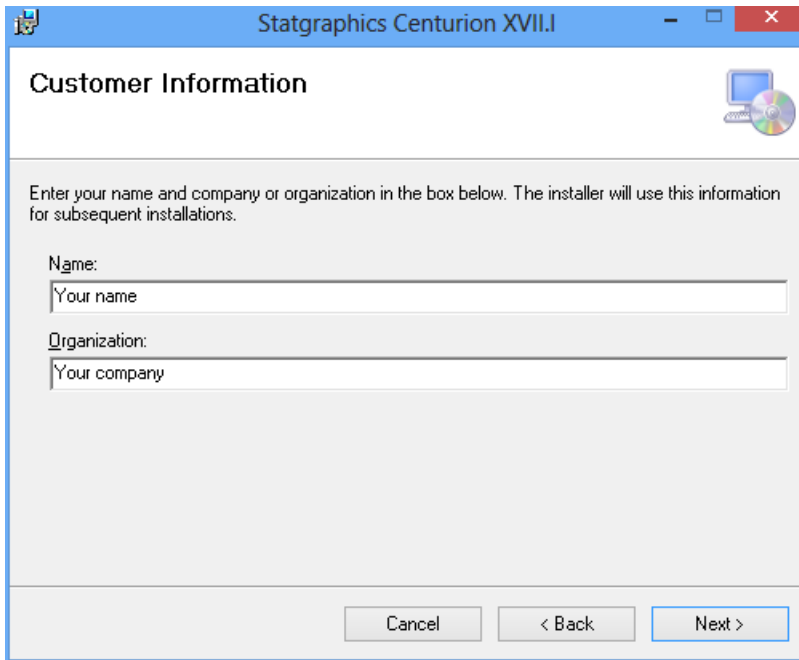 Statgraphics Centurion XVII.I
Customer Information
Enter your name and company or organization in the box below. The installer will use this information
for subsequent installations.
Name:
Your name
Organization:
Your company
Cancel
< Back
Next >